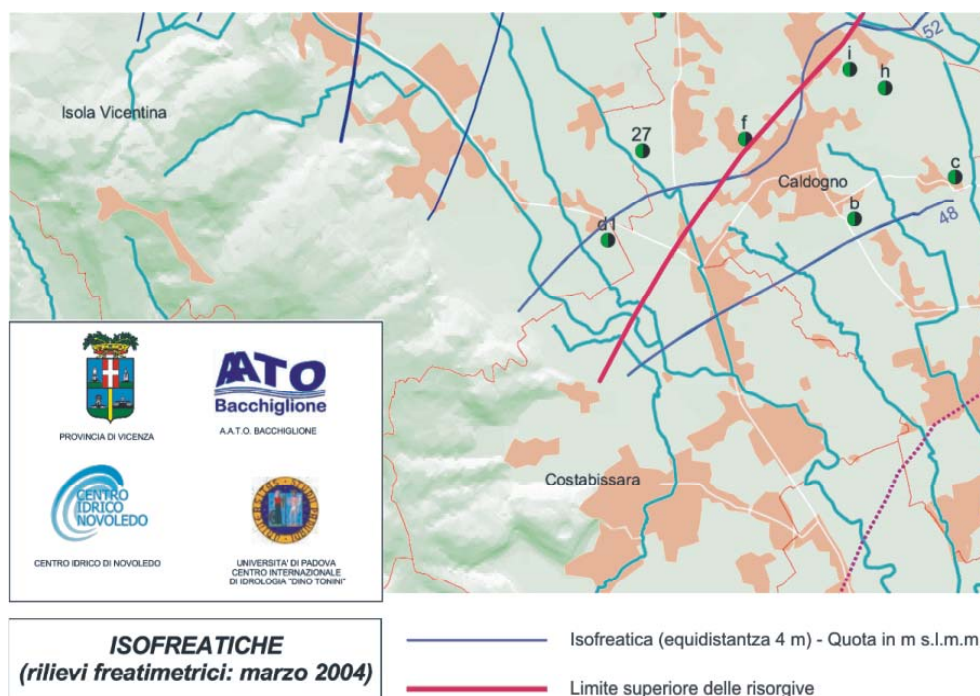 52
i
h
Isola Vicentina
27
f
c
Caldogno
b
48
d1
PROVINCIA DI VICENZA
AATO
Bacchiglione
A.A.T.O. BACCHIGLIONE
CENTRO
IDRICO
NOVOLEDO
CENTRO IDRICO DI NOVOLEDO
UNIVERSITA' DI PADOVA
CENTRO INTERNAZIONALE
DI IDROLOGIA "DINO TONINI"
Costabissara
ISOFREATICHE
(rilievi freatimetrici: marzo 2004)
Isofreatica (equidistantza 4 m) - Quota in m s.l.m.m
Limite superiore delle risorgive